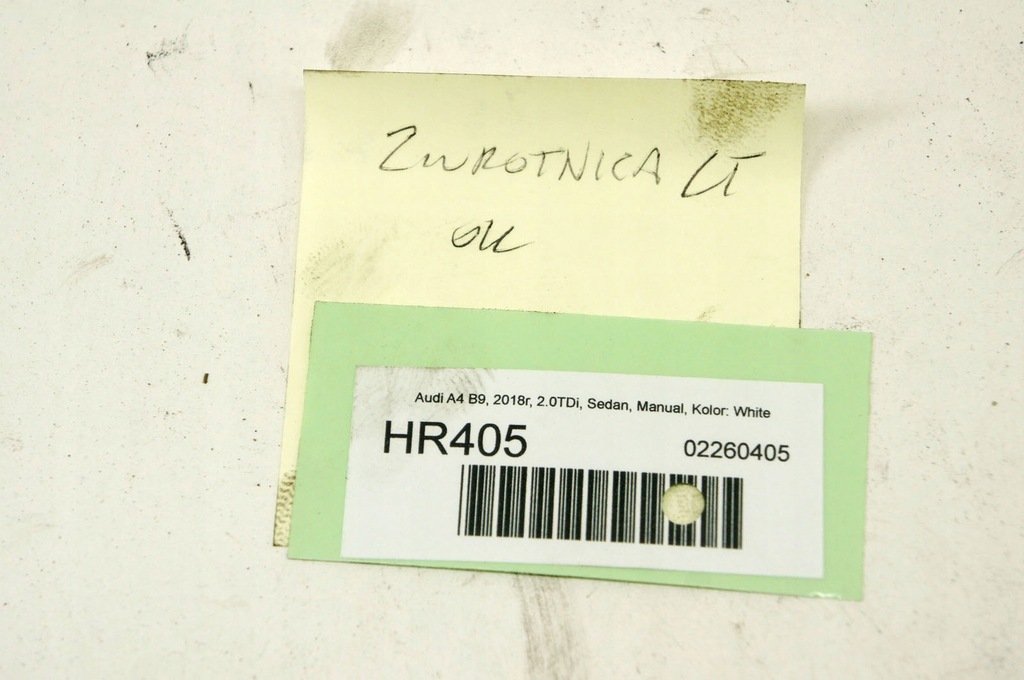 ZWROTNICA LT
OK
Audi A4 B9, 2018r, 2.0TDi, Sedan, Manual, Kolor: White
HR405 02260405